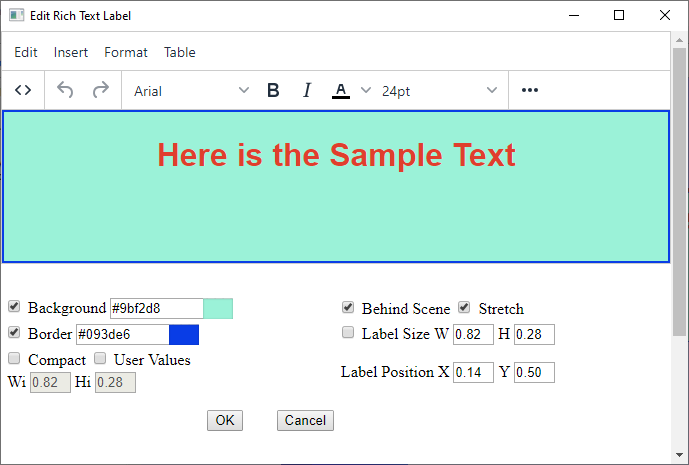 Edit Rich Text Label
Edit Insert Format Table
Arial B I A 24pt
Here is the Sample Text
Background #9bf2d8 Behind Scene Stretch
Border #093de6 Label Size W 0.82 H 0.28
Compact User Values
Wi 0.82 Hi 0.28 Label Position X 0.14 Y 0.50
OK Cancel